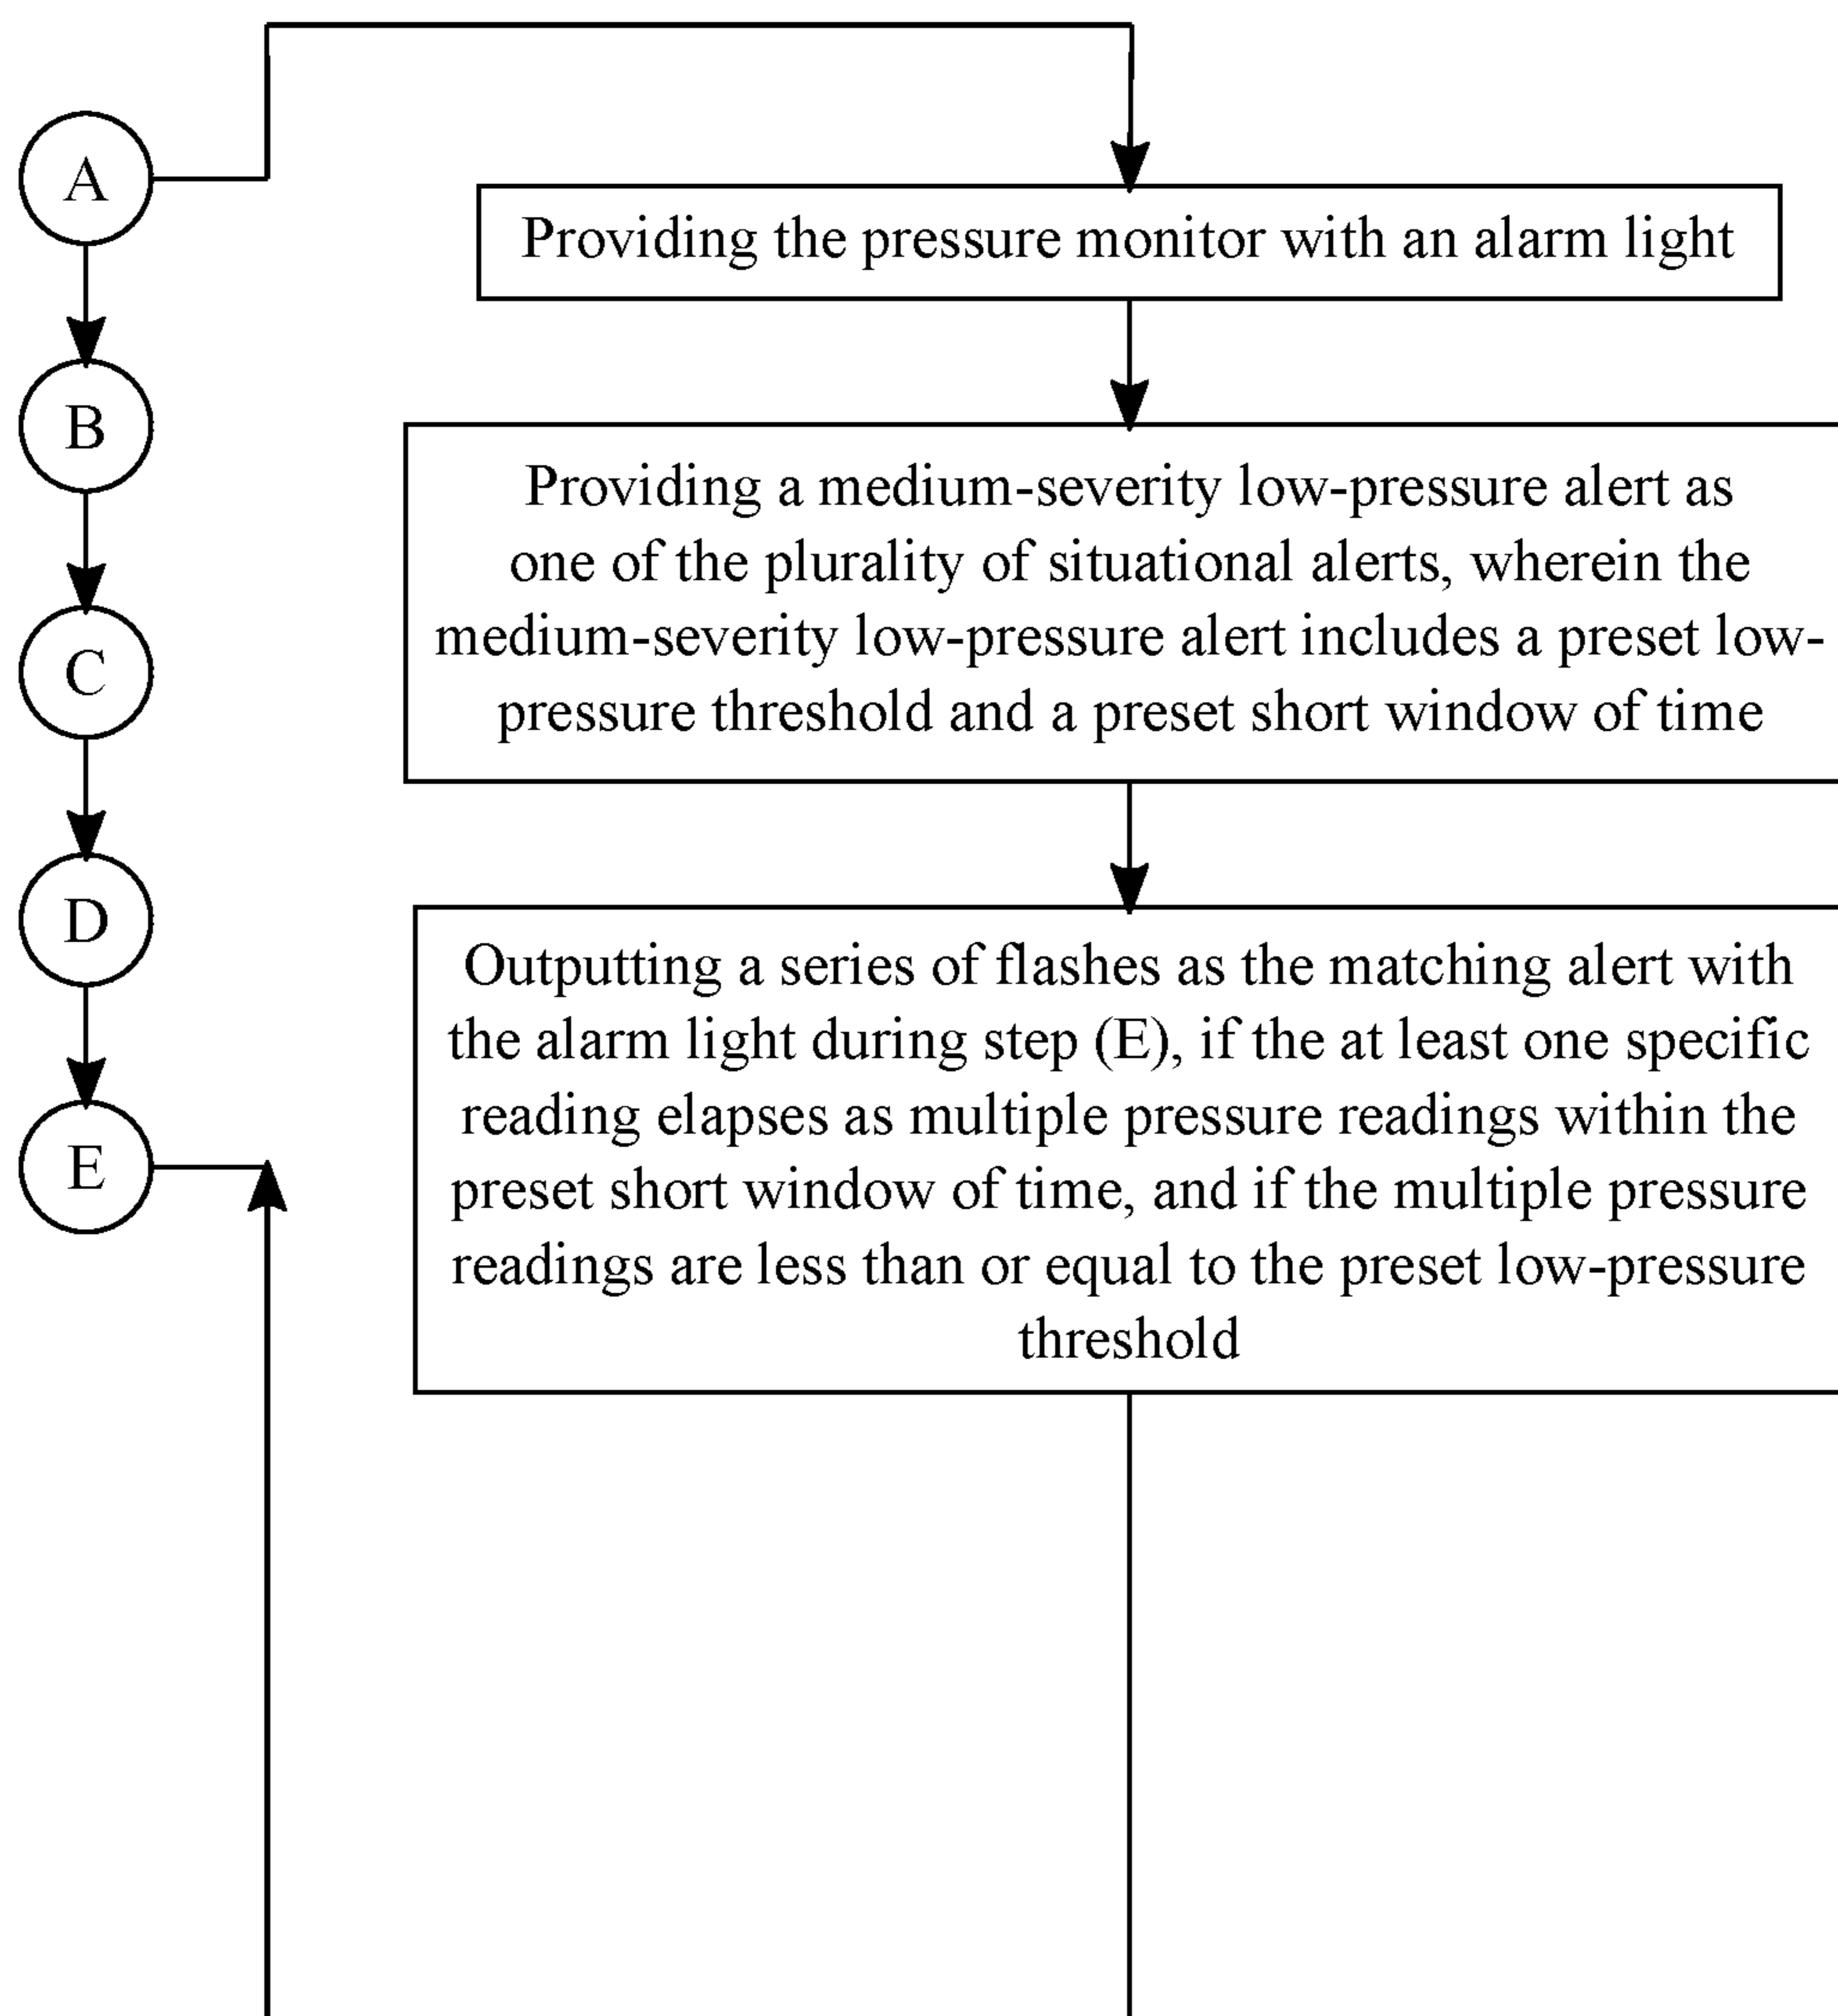 A
B
C
D
E
Providing the pressure monitor with an alarm light
Providing a medium-severity low-pressure alert as
one of the plurality of situational alerts, wherein the
medium-severity low-pressure alert includes a preset low-
pressure threshold and a preset short window of time
Outputting a series of flashes as the matching alert with
the alarm light during step (E), if the at least one specific
reading elapses as multiple pressure readings within the
preset short window of time, and if the multiple pressure
readings are less than or equal to the preset low-pressure
threshold